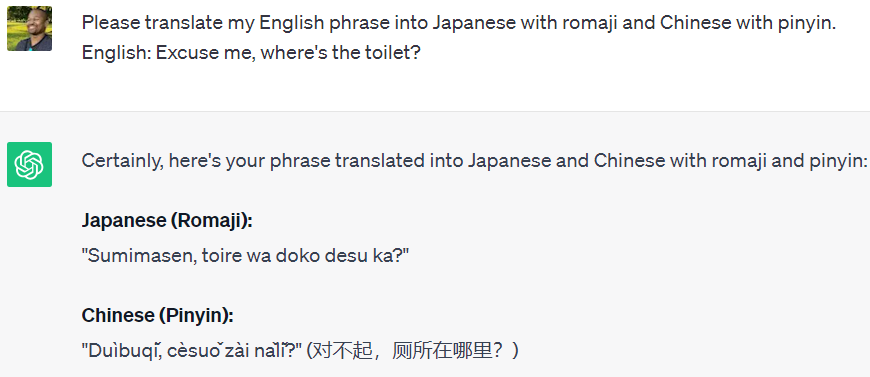 Please translate my English phrase into Japanese with romaji and Chinese with pinyin.
English: Excuse me, where's the toilet?
Certainly, here's your phrase translated into Japanese and Chinese with romaji and pinyin:
Japanese (Romaji):
"Sumimasen, toire wa doko desu ka?"
Chinese (Pinyin):
"Duìbuqǐ, cèsuǒ zài nǎlǐ?" (对不起，厕所在哪里？)